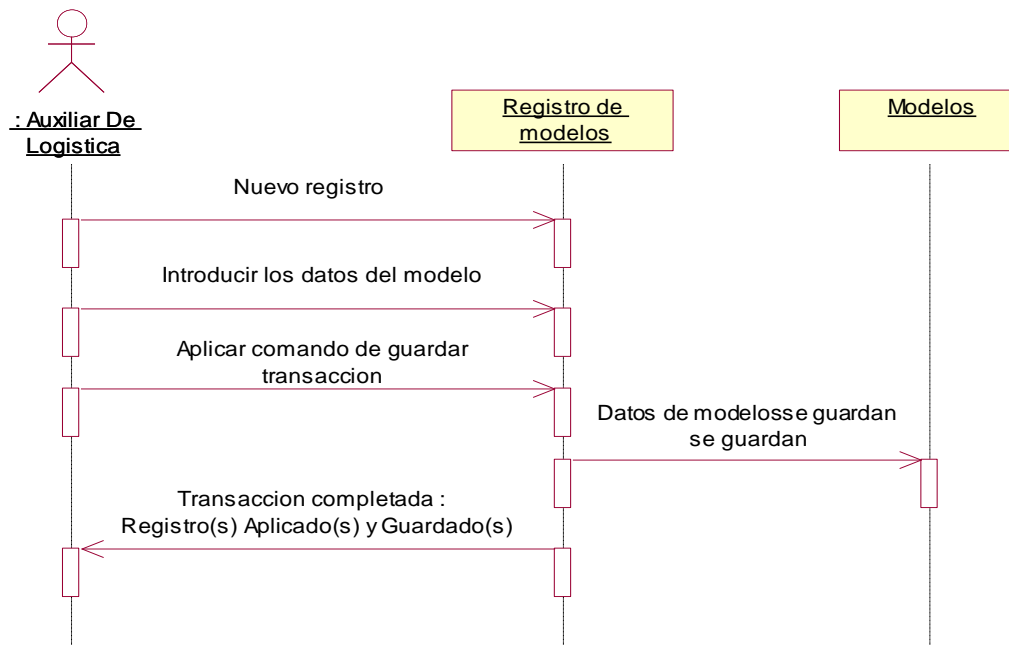 : Auxiliar De
Logistica
Registro de
modelos
Modelos
Nuevo registro
Introducir los datos del modelo
Aplicar comando de guardar
transaccion
Datos de modelosse guardan
se guardan
Transaccion completada :
Registro(s) Aplicado(s) y Guardado(s)